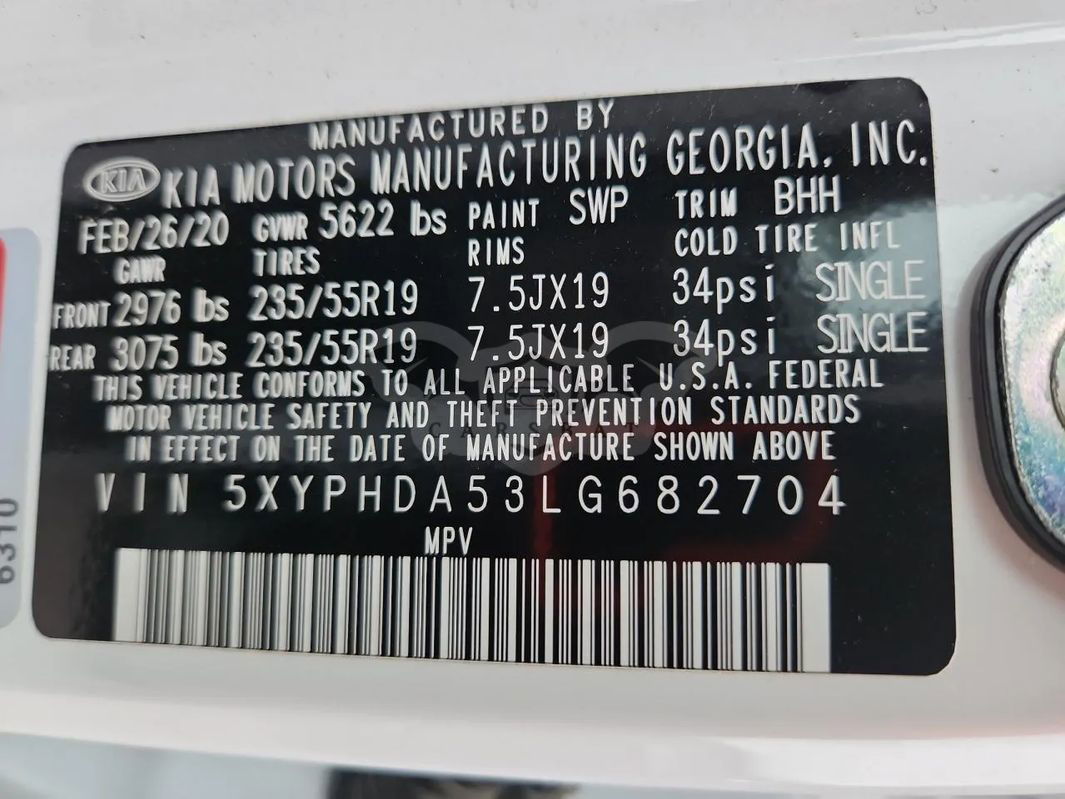 MANUFACTURED BY
KIA KIA MOTORS MANUFACTURING GEORGIA, INC.
FEB/26/20 GVWR 5622 lbs PAINT SWP TRIM BHH
GAWR TIRES RIMS COLD TIRE INFL
FRONT 2976 lbs 235/55R19 7.5JX19 34psi SINGLE
REAR 3075 lbs 235/55R19 7.5JX19 34psi SINGLE
THIS VEHICLE CONFORMS TO ALL APPLICABLE U.S.A. FEDERAL
MOTOR VEHICLE SAFETY AND THEFT PREVENTION STANDARDS
IN EFFECT ON THE DATE OF MANUFACTURE SHOWN ABOVE
VIN 5XYPHDA53LG682704
MPV
6310